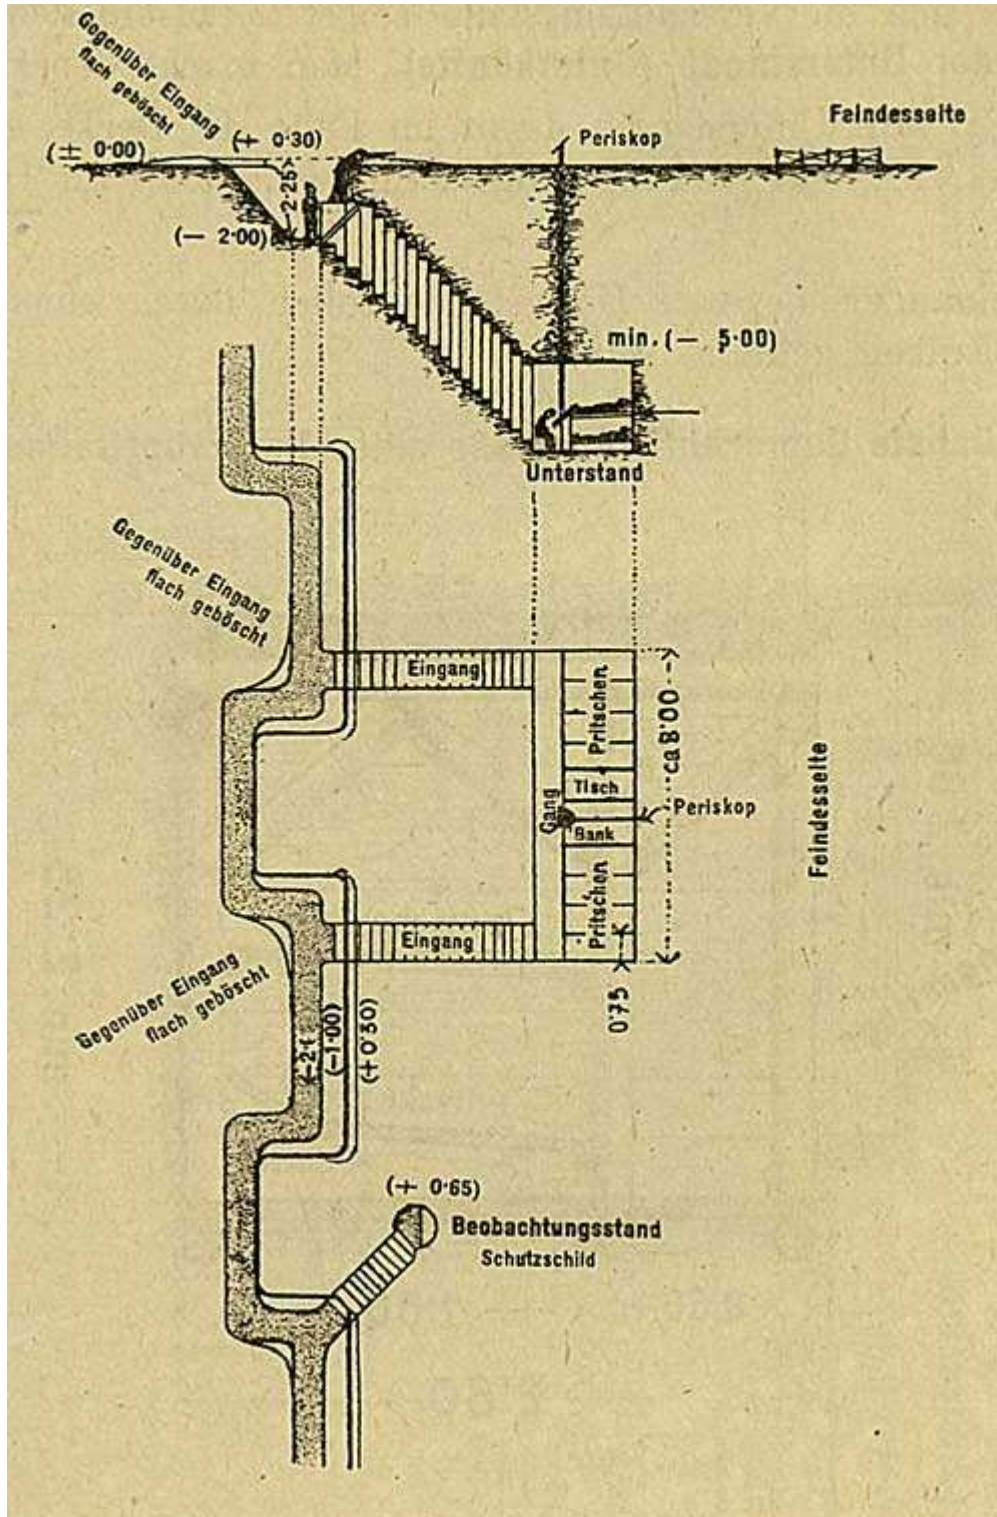 Gogenüber Eingang
flach geböscht
(± 0·00)
(+ 0·30)
2·25
(— 2·00)
Periskop
Feindesseite
min. (— 5·00)
Unterstand
Gegenüber Eingang
flach geböscht
Eingang
Pritschen
Tisch
Gang
Periskop
Bank
Pritschen
ca 8·00
Feindesseite
Eingang
0·75
Gegenüber Eingang
flach geböscht
(—1·00)
(+0·30)
(+ 0·65)
Beobachtungsstand
Schutzschild